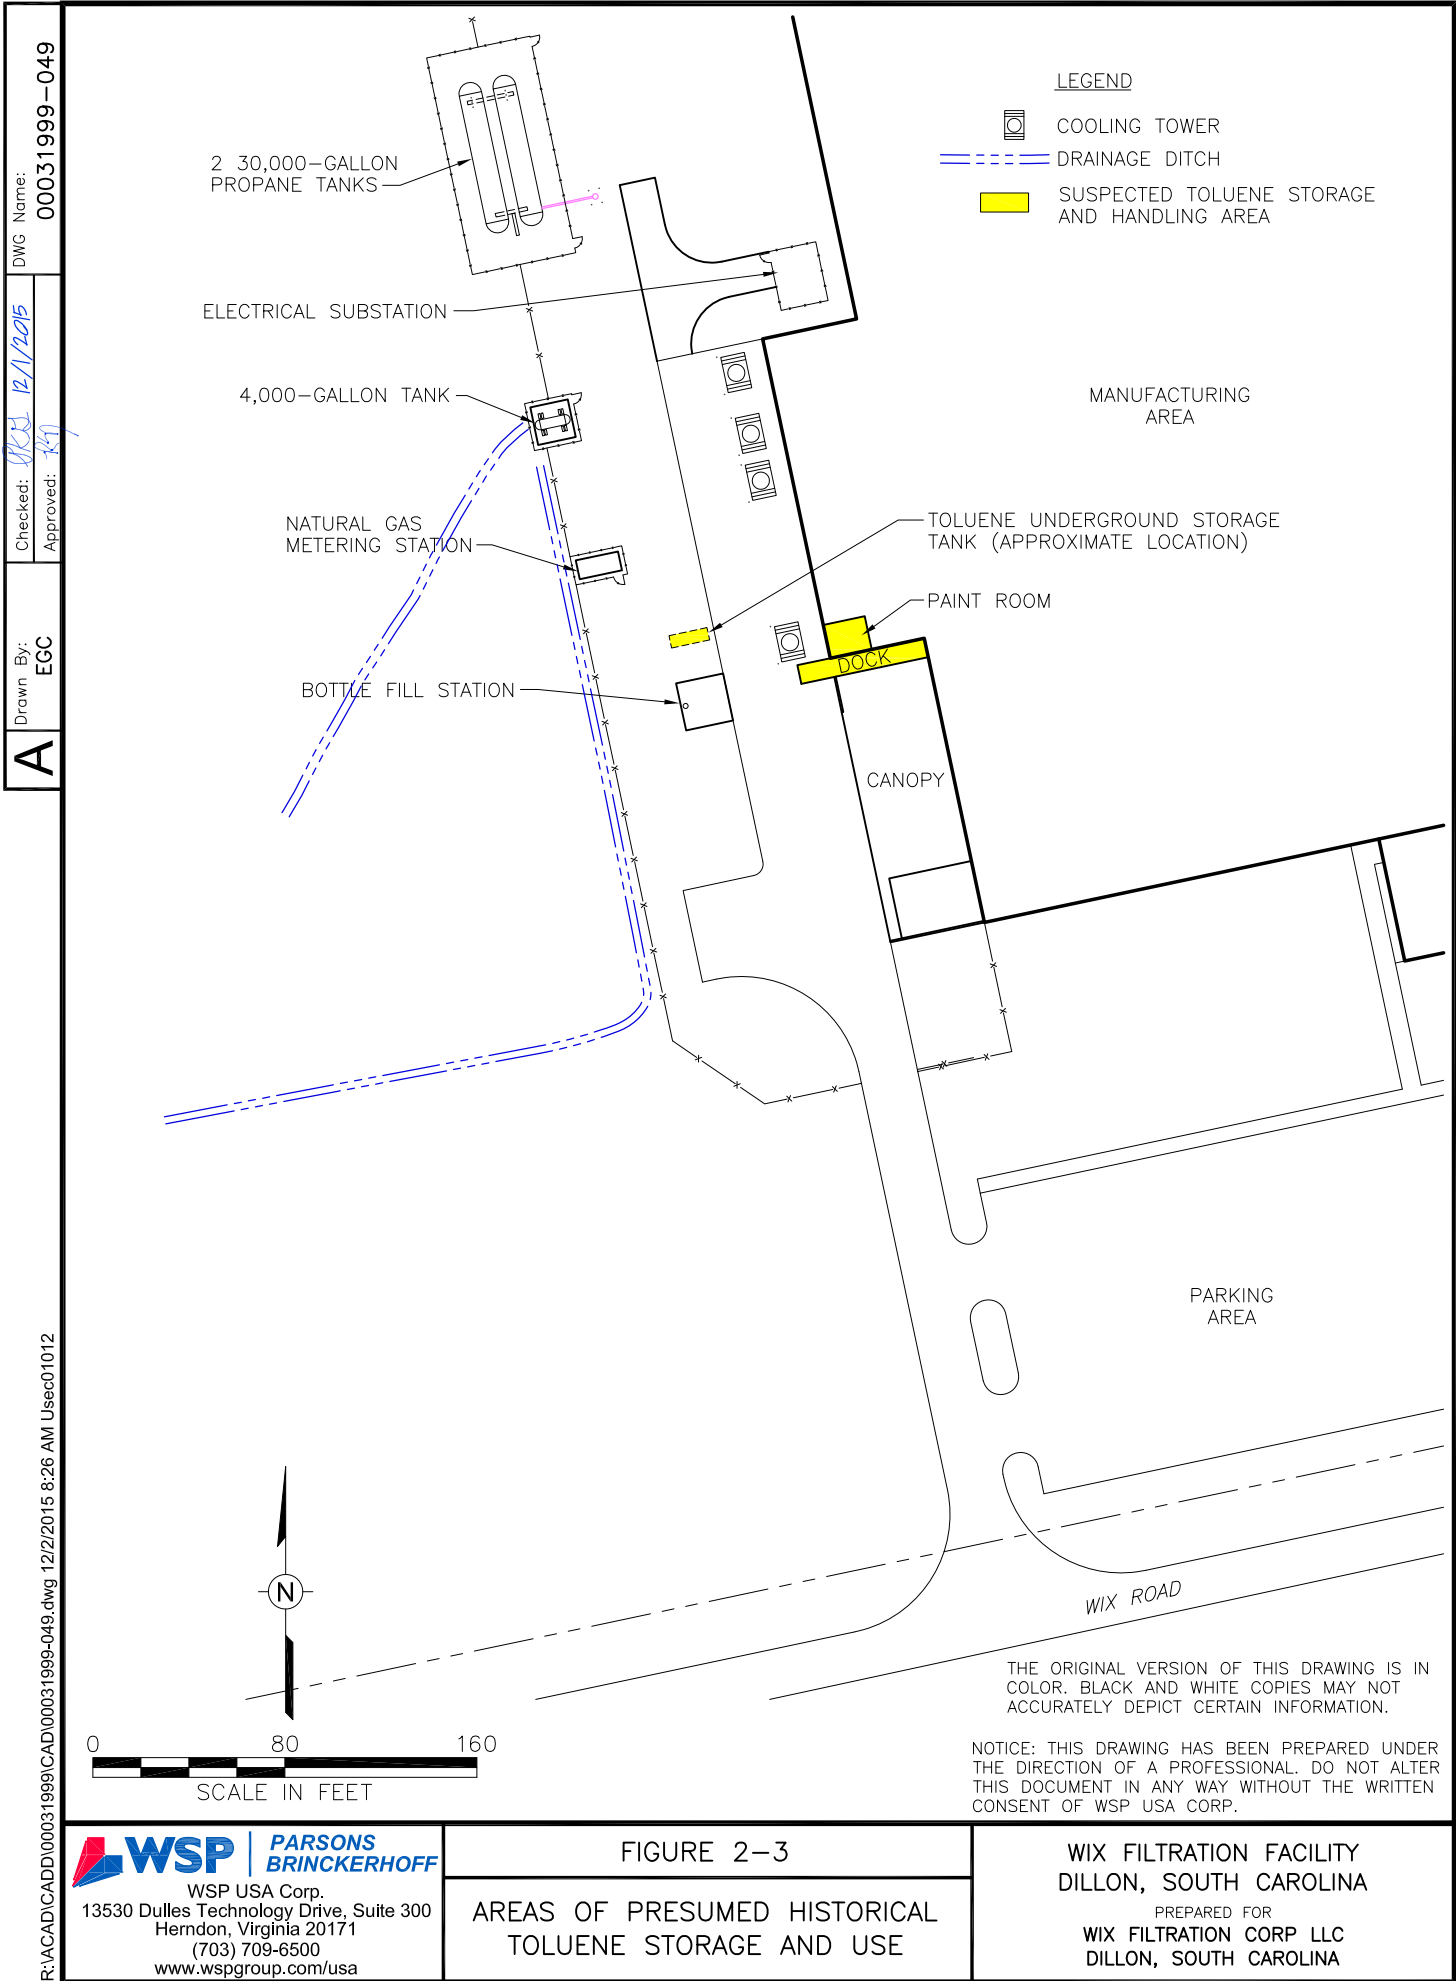 DWG Name:
00031999-049
Checked: 12/1/2015
Approved:
Drawn By:
EGC
A
R:\ACAD\CADD\00031999\CAD\00031999-049.dwg 12/2/2015 8:26 AM Usec01012
LEGEND
COOLING TOWER
DRAINAGE DITCH
SUSPECTED TOLUENE STORAGE
AND HANDLING AREA
2 30,000-GALLON
PROPANE TANKS
ELECTRICAL SUBSTATION
4,000-GALLON TANK
MANUFACTURING
AREA
NATURAL GAS
METERING STATION
TOLUENE UNDERGROUND STORAGE
TANK (APPROXIMATE LOCATION)
PAINT ROOM
DOCK
BOTTLE FILL STATION
CANOPY
PARKING
AREA
N
WIX ROAD
THE ORIGINAL VERSION OF THIS DRAWING IS IN
COLOR. BLACK AND WHITE COPIES MAY NOT
ACCURATELY DEPICT CERTAIN INFORMATION.
0 80 160
SCALE IN FEET
NOTICE: THIS DRAWING HAS BEEN PREPARED UNDER
THE DIRECTION OF A PROFESSIONAL. DO NOT ALTER
THIS DOCUMENT IN ANY WAY WITHOUT THE WRITTEN
CONSENT OF WSP USA CORP.
WSP | PARSONS
BRINCKERHOFF
WSP USA Corp.
13530 Dulles Technology Drive, Suite 300
Herndon, Virginia 20171
(703) 709-6500
www.wspgroup.com/usa
FIGURE 2-3
AREAS OF PRESUMED HISTORICAL
TOLUENE STORAGE AND USE
WIX FILTRATION FACILITY
DILLON, SOUTH CAROLINA
PREPARED FOR
WIX FILTRATION CORP LLC
DILLON, SOUTH CAROLINA